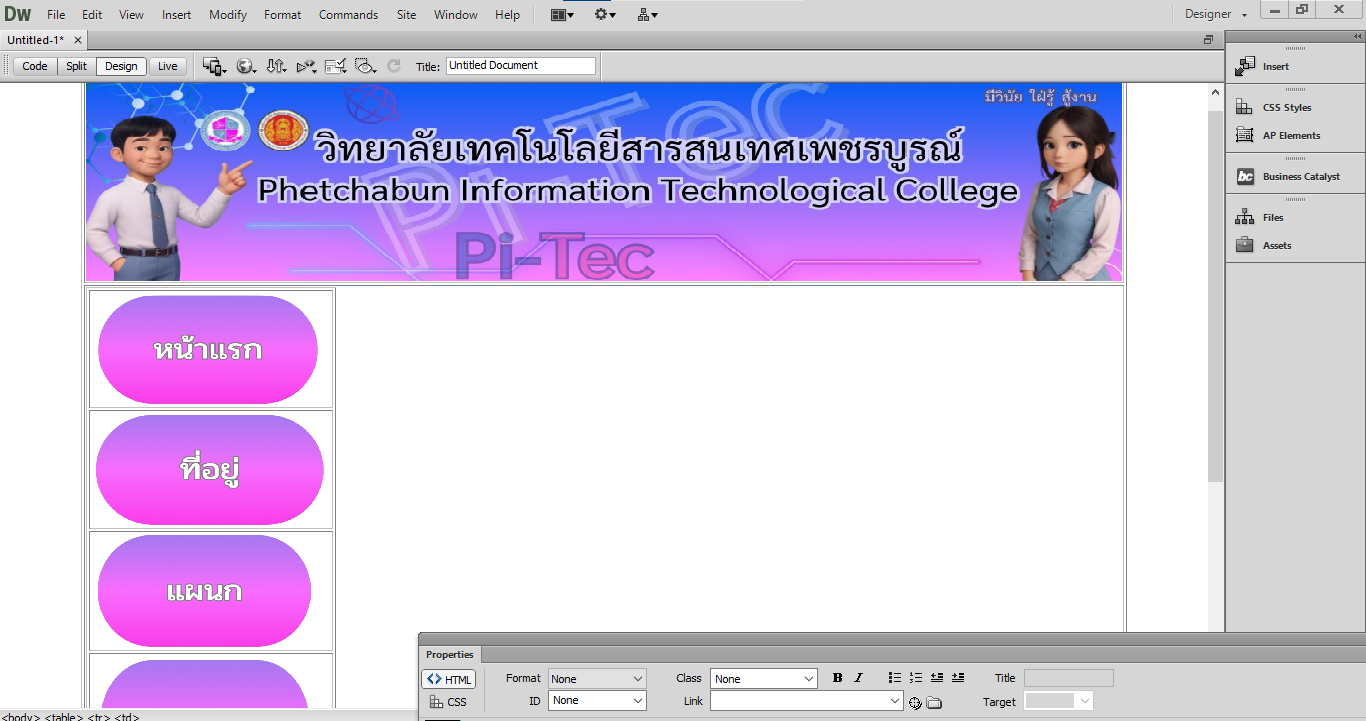 Dw File Edit View Insert Modify Format Commands Site Window Help Designer
Untitled-1*
Code Split Design Live Title: Untitled Document
Insert
CSS Styles
AP Elements
Business Catalyst
Files
Assets
มีวินัย ใฝ่รู้ สู้งาน
Pi-Tec
วิทยาลัยเทคโนโลยีสารสนเทศเพชรบูรณ์
Phetchabun Information Technological College
Pi-Tec
หน้าแรก
ที่อยู่
แผนก
Properties
<> HTML Format None Class None B I Title
CSS ID None Link Target
<body> <table> <tr> <td>